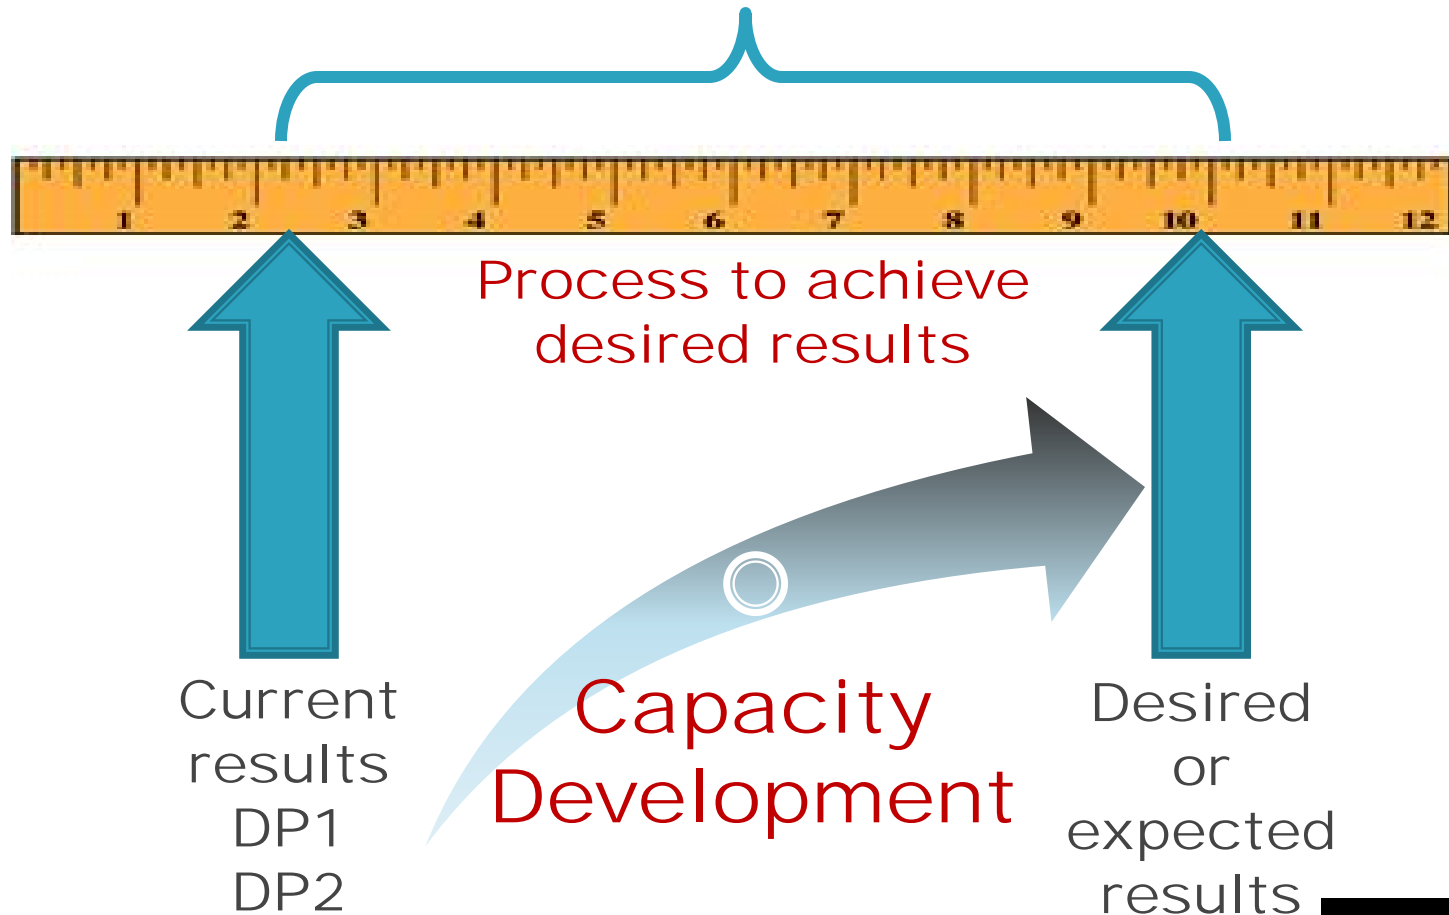 1 2 3 4 5 6 7 8 9 10 11 12
Process to achieve
desired results
Capacity
Development
Current
results
DP1
DP2
Desired
or
expected
results